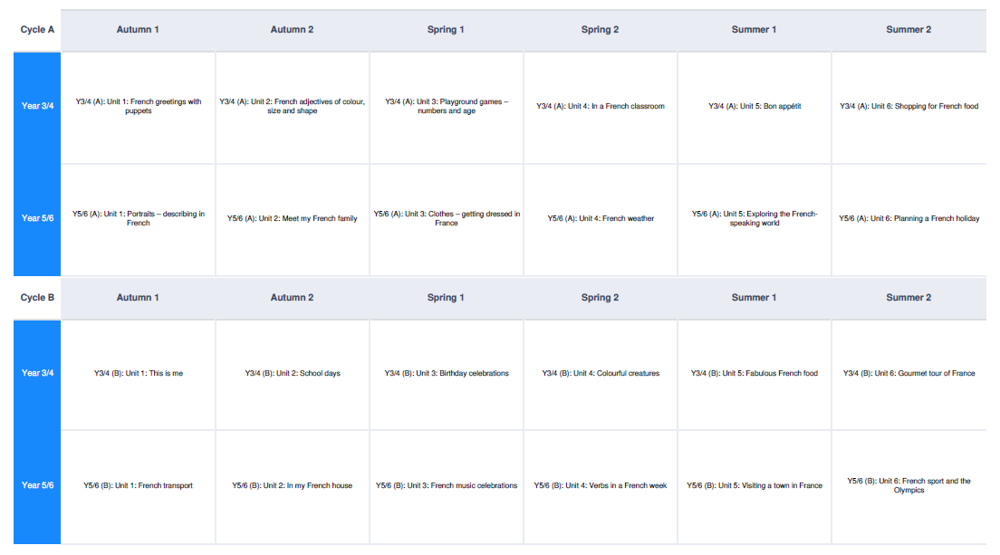 Cycle A
Autumn 1
Autumn 2
Spring 1
Spring 2
Summer 1
Summer 2
Year 3/4
Y3/4 (A): Unit 1: French greetings with
puppets
Y3/4 (A): Unit 2: French adjectives of colour,
size and shape
Y3/4 (A): Unit 3: Playground games –
numbers and age
Y3/4 (A): Unit 4: In a French classroom
Y3/4 (A): Unit 5: Bon appétit
Y3/4 (A): Unit 6: Shopping for French food
Year 5/6
Y5/6 (A): Unit 1: Portraits – describing in
French
Y5/6 (A): Unit 2: Meet my French family
Y5/6 (A): Unit 3: Clothes – getting dressed in
France
Y5/6 (A): Unit 4: French weather
Y5/6 (A): Unit 5: Exploring the French-
speaking world
Y5/6 (A): Unit 6: Planning a French holiday
Cycle B
Autumn 1
Autumn 2
Spring 1
Spring 2
Summer 1
Summer 2
Year 3/4
Y3/4 (B): Unit 1: This is me
Y3/4 (B): Unit 2: School days
Y3/4 (B): Unit 3: Birthday celebrations
Y3/4 (B): Unit 4: Colourful creatures
Y3/4 (B): Unit 5: Fabulous French food
Y3/4 (B): Unit 6: Gourmet tour of France
Year 5/6
Y5/6 (B): Unit 1: French transport
Y5/6 (B): Unit 2: In my French house
Y5/6 (B): Unit 3: French music celebrations
Y5/6 (B): Unit 4: Verbs in a French week
Y5/6 (B): Unit 5: Visiting a town in France
Y5/6 (B): Unit 6: French sport and the
Olympics